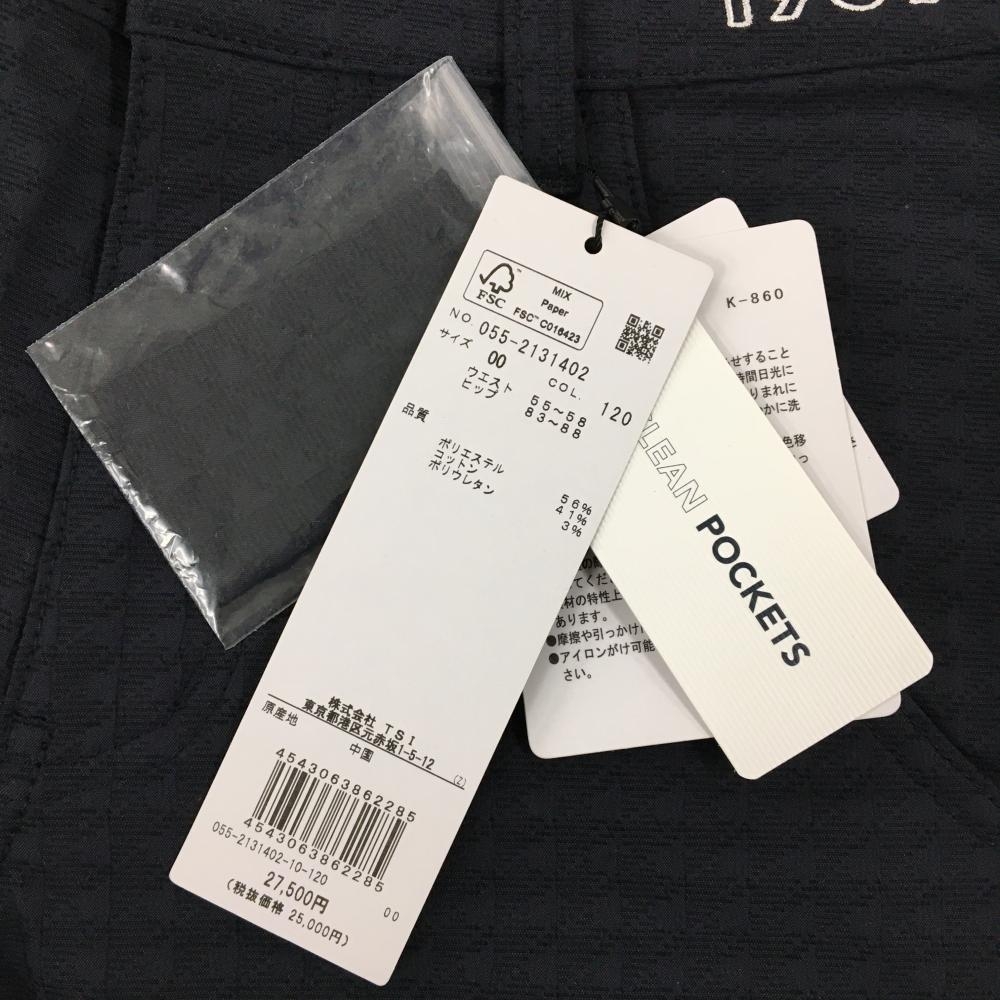 FSC
MIX
Paper
FSC™ C016423
NO. 055-2131402
サイズ 00 COL. 120
ウエスト 55~58
ヒップ 83~88
品質
ポリエステル 56%
コットン 41%
ポリウレタン 3%
株式会社 TSI
東京都港区元赤坂1-5-12
原産地 中国 (Z)
4543063862285
4543063862285
055-2131402-10-120
00
27,500円
(税抜価格 25,000円)
POCKETS
K-860
せすること
時間日光に
りまれに
かに洗
色移
てくだ
材の特性上
あります。
●摩擦や引っかけ
●アイロンがけ可能
さい。